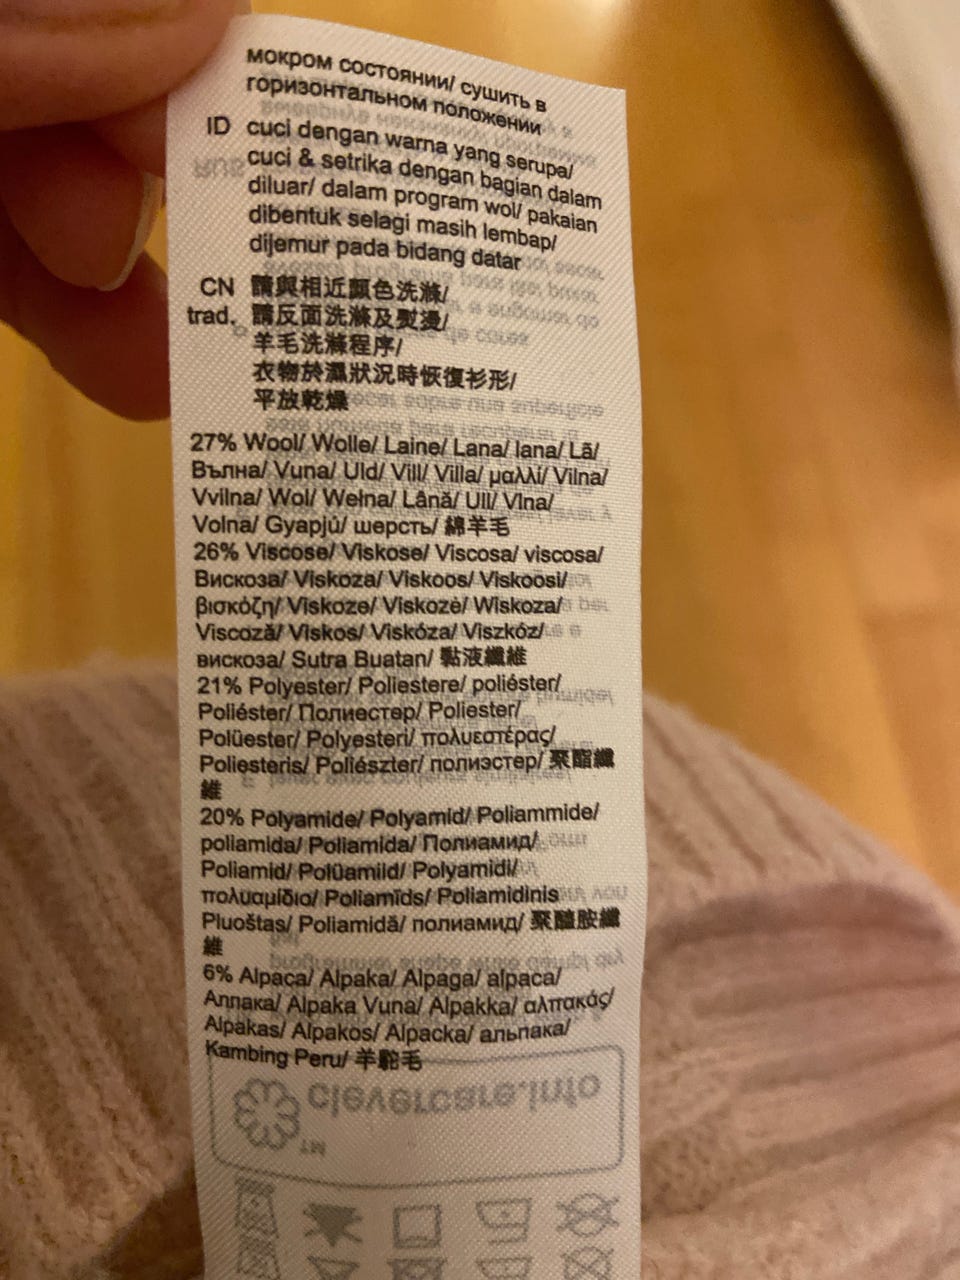 мокром состоянии/ сушить в
горизонтальном положении
ID cuci dengan warna yang serupa/
cuci & setrika dengan bagian dalam
diluar/ dalam program wol/ pakaian
dibentuk selagi masih lembap/
dijemur pada bidang datar
CN 請與相近顏色洗滌/
trad. 請反面洗滌及熨燙/
羊毛洗滌程序/
衣物於濕狀況時恢復衫形/
平放乾燥
27% Wool/ Wolle/ Laine/ Lana/ lana/ Lã/
Вълна/ Vuna/ Uld/ Vill/ Villa/ μαλλί/ Vilna/
Vvilna/ Wol/ Wełna/ Lână/ Ull/ Vlna/
Volna/ Gyapjú/ шерсть/ 綿羊毛
26% Viscose/ Viskose/ Viscosa/ viscosa/
Вискоза/ Viskoza/ Viskoos/ Viskoosi/
βισκόζη/ Viskoze/ Viskozė/ Wiskoza/
Viscoză/ Viskos/ Viskóza/ Viszkóz/
вискоза/ Sutra Buatan/ 黏液纖維
21% Polyester/ Poliestere/ poliéster/
Poliéster/ Полиестер/ Poliester/
Polüester/ Polyesteri/ πολυεστέρας/
Poliesteris/ Poliészter/ полиэстер/ 聚酯纖
維
20% Polyamide/ Polyamid/ Poliammide/
poliamida/ Poliamida/ Полиамид/
Poliamid/ Polüamiid/ Polyamidi/
πολυαμίδιο/ Poliamīds/ Poliamidinis
Pluoštas/ Poliamidă/ полиамид/ 聚醯胺纖
維
6% Alpaca/ Alpaka/ Alpaga/ alpaca/
Алпака/ Alpaka Vuna/ Alpakka/ αλπακάς/
Alpakas/ Alpakos/ Alpacka/ альпака/
Kambing Peru/ 羊駝毛
clevercare.info
TM